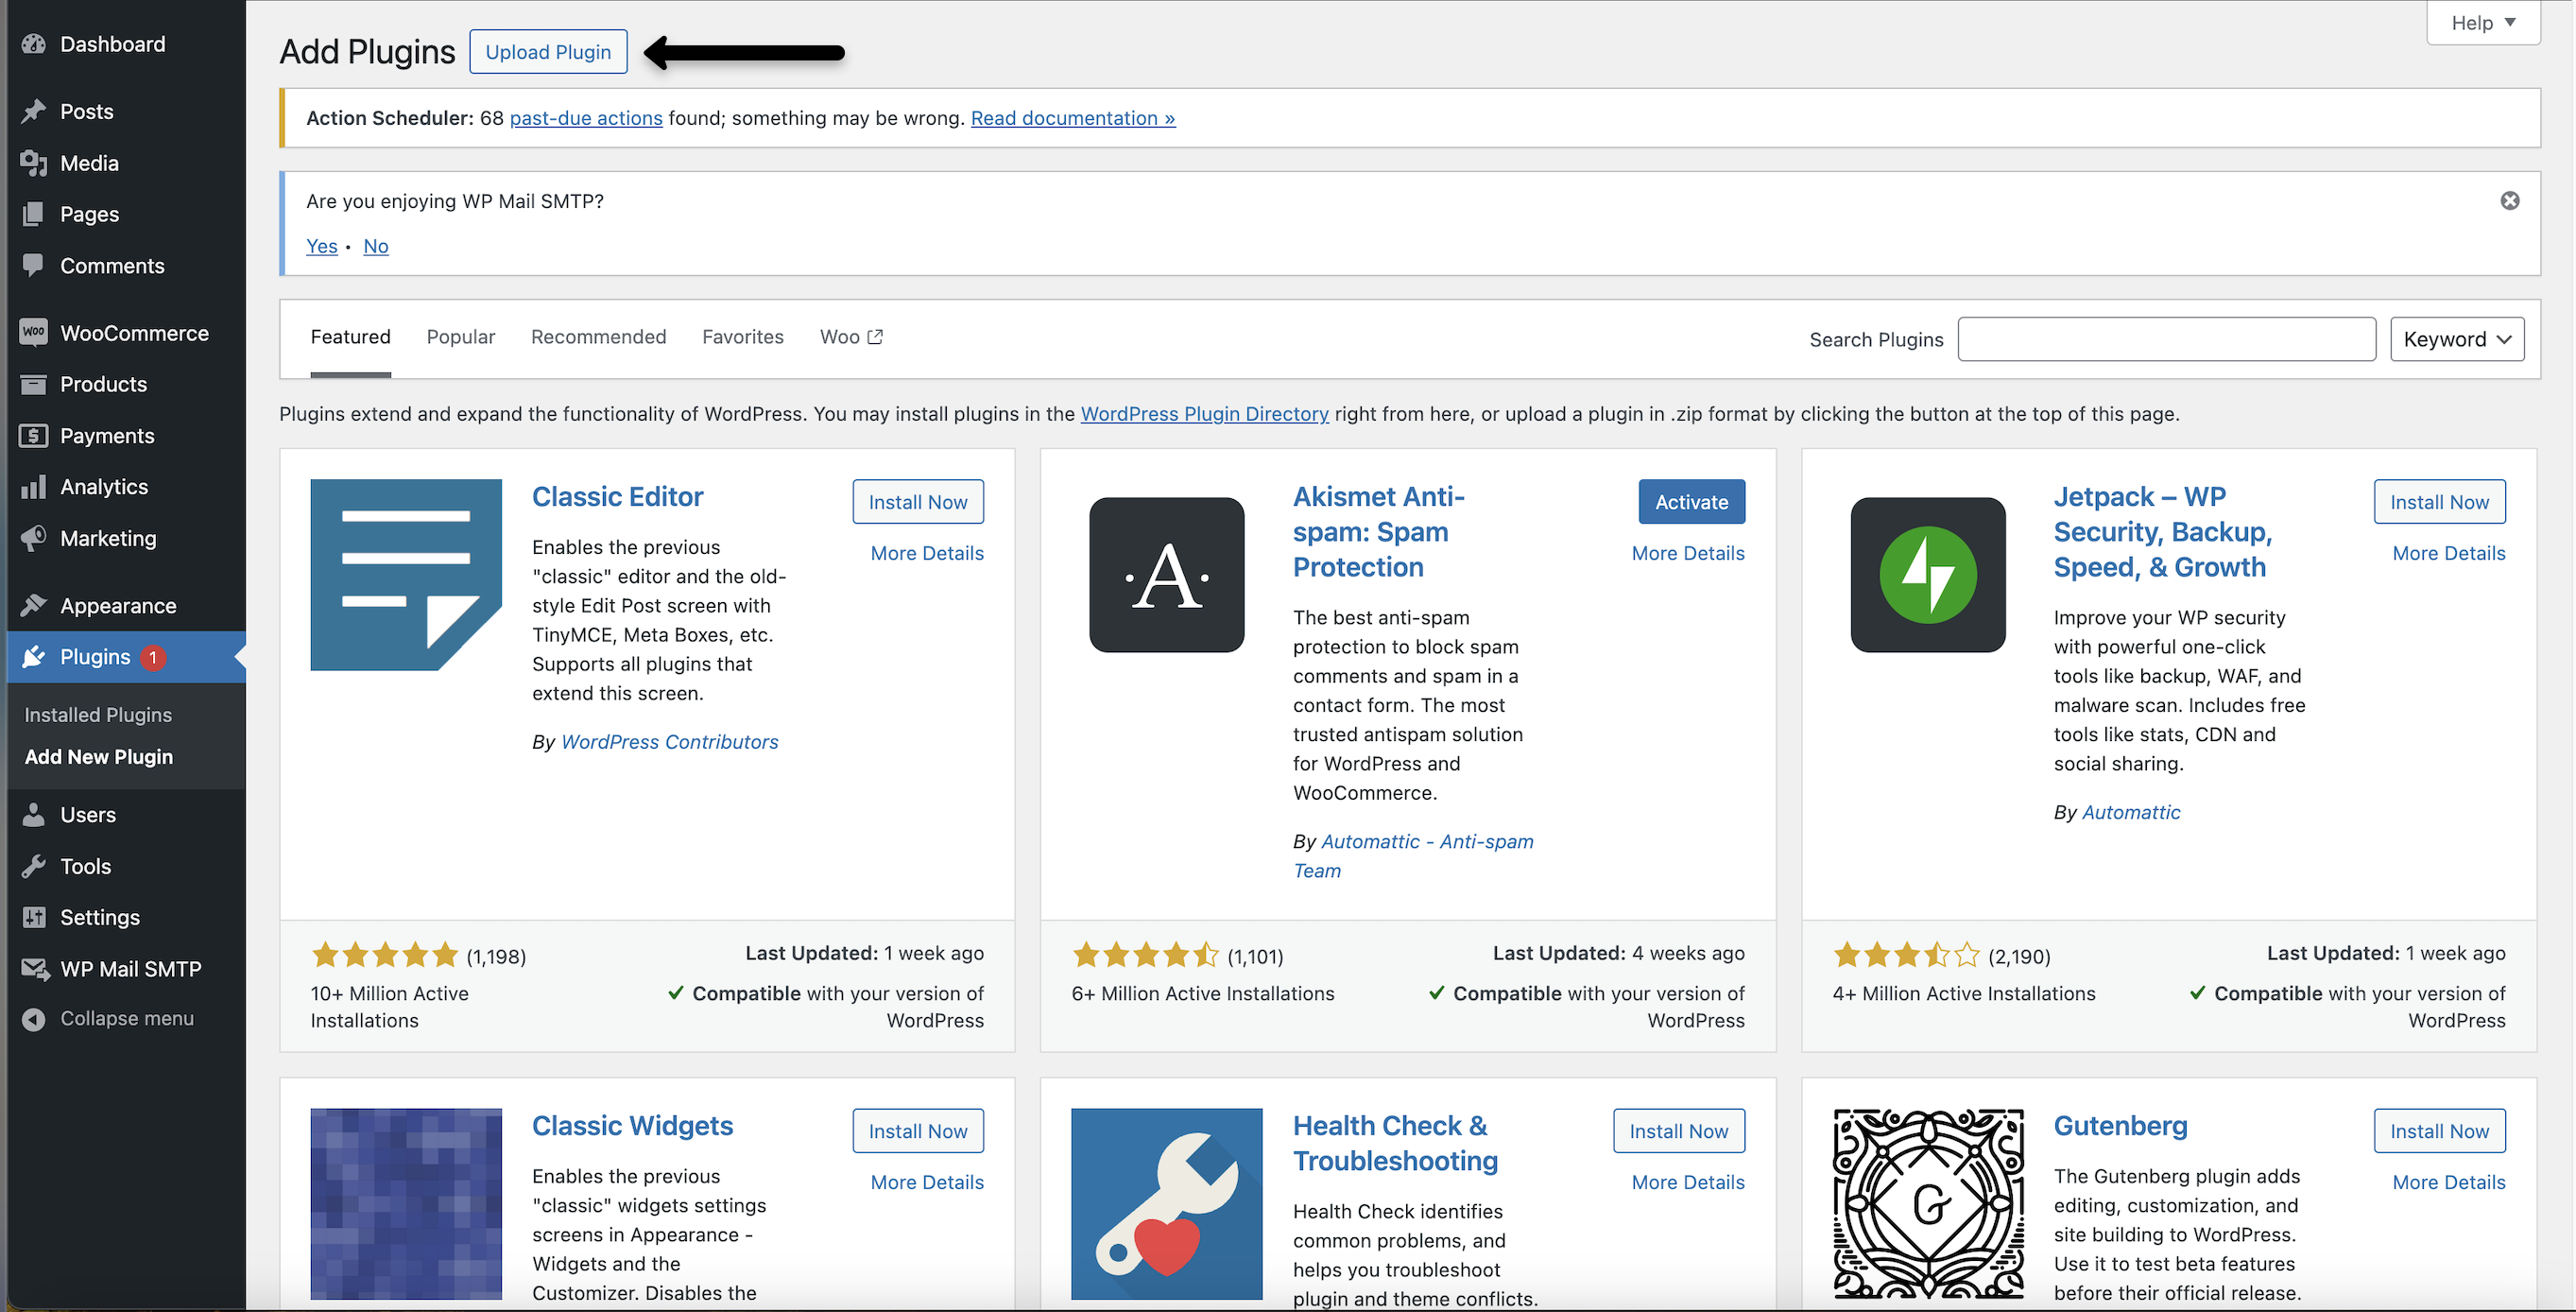 Dashboard
Posts
Media
Pages
Comments
Woo WooCommerce
Products
Payments
Analytics
Marketing
Appearance
Plugins 1
Installed Plugins
Add New Plugin
Users
Tools
Settings
WP Mail SMTP
Collapse menu
Help
Add Plugins Upload Plugin
Action Scheduler: 68 past-due actions found; something may be wrong. Read documentation »
Are you enjoying WP Mail SMTP?
Yes • No
Featured Popular Recommended Favorites Woo
Search Plugins Keyword
Plugins extend and expand the functionality of WordPress. You may install plugins in the WordPress Plugin Directory right from here, or upload a plugin in .zip format by clicking the button at the top of this page.
Classic Editor
Install Now
More Details
Enables the previous
"classic" editor and the old-
style Edit Post screen with
TinyMCE, Meta Boxes, etc.
Supports all plugins that
extend this screen.
By WordPress Contributors
(1,198)
10+ Million Active
Installations
Last Updated: 1 week ago
Compatible with your version of
WordPress
·A·
Akismet Anti-
spam: Spam
Protection
Activate
More Details
The best anti-spam
protection to block spam
comments and spam in a
contact form. The most
trusted antispam solution
for WordPress and
WooCommerce.
By Automattic - Anti-spam
Team
(1,101)
6+ Million Active Installations
Last Updated: 4 weeks ago
Compatible with your version of
WordPress
Jetpack – WP
Security, Backup,
Speed, & Growth
Install Now
More Details
Improve your WP security
with powerful one-click
tools like backup, WAF, and
malware scan. Includes free
tools like stats, CDN and
social sharing.
By Automattic
(2,190)
4+ Million Active Installations
Last Updated: 1 week ago
Compatible with your version of
WordPress
Classic Widgets
Install Now
More Details
Enables the previous
"classic" widgets settings
screens in Appearance -
Widgets and the
Customizer. Disables the
Health Check &
Troubleshooting
Install Now
More Details
Health Check identifies
common problems, and
helps you troubleshoot
plugin and theme conflicts.
G
Gutenberg
Install Now
More Details
The Gutenberg plugin adds
editing, customization, and
site building to WordPress.
Use it to test beta features
before their official release.